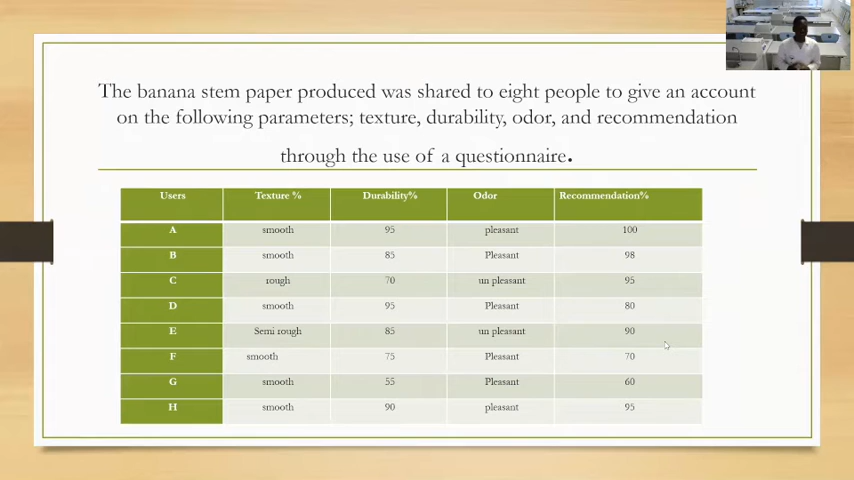 The banana stem paper produced was shared to eight people to give an account
on the following parameters; texture, durability, odor, and recommendation
through the use of a questionnaire.
Users Texture % Durability% Odor Recommendation%
A smooth 95 pleasant 100
B smooth 85 Pleasant 98
C rough 70 un pleasant 95
D smooth 95 Pleasant 80
E Semi rough 85 un pleasant 90
F smooth 75 Pleasant 70
G smooth 55 Pleasant 60
H smooth 90 pleasant 95